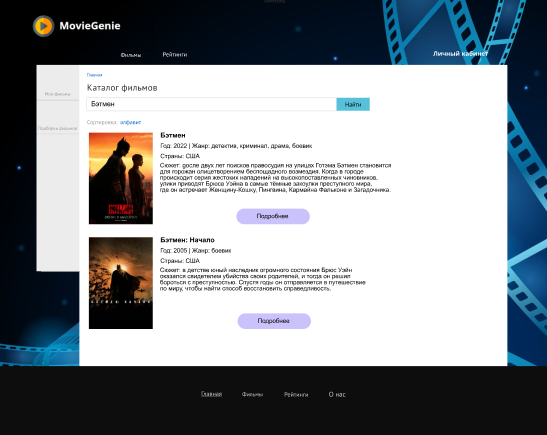 MovieGenie
Фильмы
Рейтинги
Личный кабинет
Мои фильмы
Подборки фильмов
Главная
Каталог фильмов
Бэтмен
Найти
Сортировка: алфавит
Бэтмен
Год: 2022 | Жанр: детектив, криминал, драма, боевик
Страны: США
Сюжет: после двух лет поисков правосудия на улицах Готэма Бэтмен становится
для горожан олицетворением беспощадного возмездия. Когда в городе
происходит серия жестоких нападений на высокопоставленных чиновников,
улики приводят Брюса Уэйна в самые тёмные закоулки преступного мира,
где он встречает Женщину-Кошку, Пингвина, Кармайна Фальконе и Загадочника.
Подробнее
БЭТМЕН НАЧАЛО
Бэтмен: Начало
Год: 2005 | Жанр: боевик
Страны: США
Сюжет: в детстве юный наследник огромного состояния Брюс Уэйн
оказался свидетелем убийства своих родителей, и тогда он решил
бороться с преступностью. Спустя годы он отправляется в путешествие
по миру, чтобы найти способ восстановить справедливость.
Подробнее
Главная
Фильмы
Рейтинги
О нас